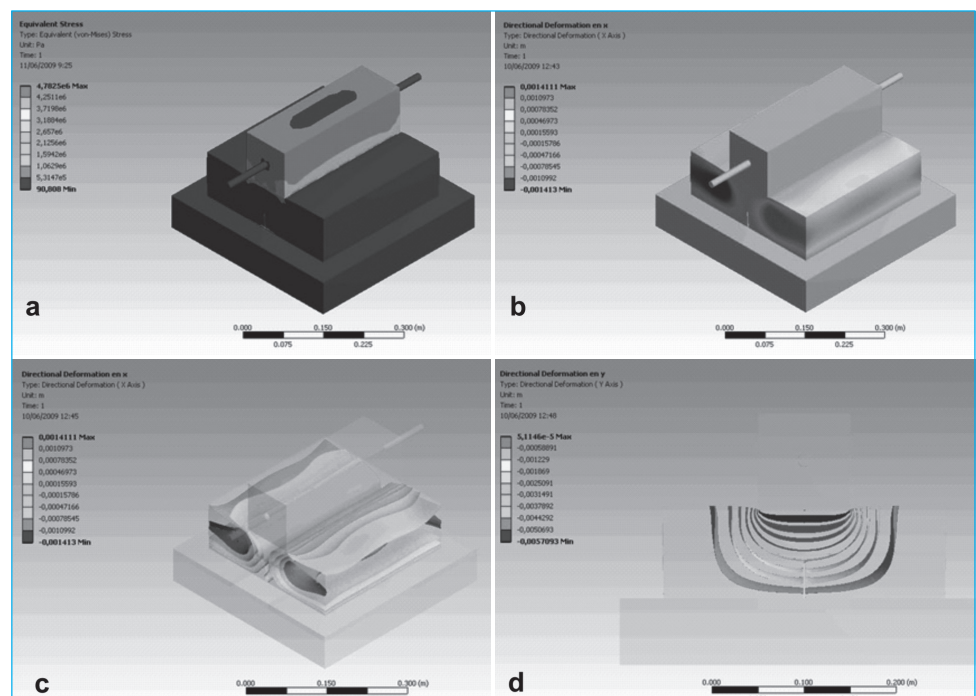 Equivalent Stress
Type: Equivalent (von-Mises) Stress
Unit: Pa
Time: 1
11/06/2009 9:25
4,7825e6 Max
4,2511e6
3,7198e6
3,1884e6
2,657e6
2,1256e6
1,5942e6
1,0629e6
5,3147e5
90,808 Min
a
0.000
0.150
0.300 (m)
0.075
0.225
Directional Deformation en x
Type: Directional Deformation ( X Axis )
Unit: m
Time: 1
10/06/2009 12:43
0,0014111 Max
0,0010973
0,00078352
0,00046973
0,00015593
-0,00015786
-0,00047166
-0,00078545
-0,0010992
-0,001413 Min
b
0.000
0.150
0.300 (m)
0.075
0.225
Directional Deformation en x
Type: Directional Deformation ( X Axis )
Unit: m
Time: 1
10/06/2009 12:45
0,0014111 Max
0,0010973
0,00078352
0,00046973
0,00015593
-0,00015786
-0,00047166
-0,00078545
-0,0010992
-0,001413 Min
c
0.000
0.150
0.300 (m)
Directional Deformation en y
Type: Directional Deformation ( Y Axis )
Unit: m
Time: 1
10/06/2009 12:48
5,1146e-5 Max
-0,00058891
-0,001229
-0,001869
-0,0025091
-0,0031491
-0,0037892
-0,0044292
-0,0050693
-0,0057093 Min
d
0.000
0.100
0.200 (m)